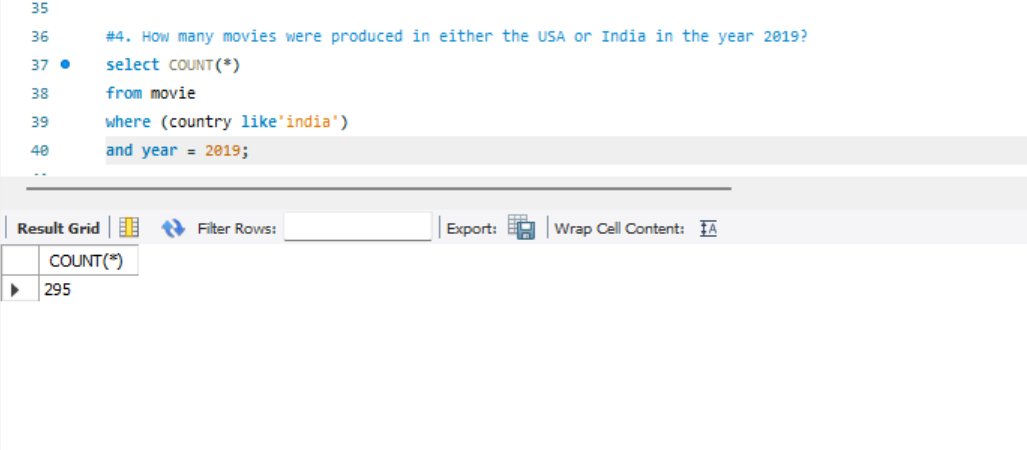 35
36 #4. How many movies were produced in either the USA or India in the year 2019?
37 select COUNT(*)
38 from movie
39 where (country like'india')
40 and year = 2019;
Result Grid Filter Rows: Export: Wrap Cell Content: IA
COUNT(*)
295